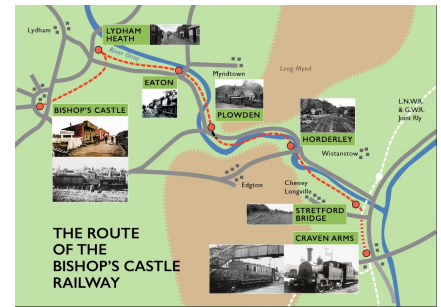 Lydham
LYDHAM
HEATH
River Onny
EATON
Myndtown
Long Mynd
BISHOP'S CASTLE
PLOWDEN
HORDERLEY
L.N.W.R.
& G.W.R.
Joint Rly
Wistanstow
Edgton
Cheney
Longville
STRETFORD
BRIDGE
CRAVEN ARMS
THE ROUTE
OF THE
BISHOP'S CASTLE
RAILWAY